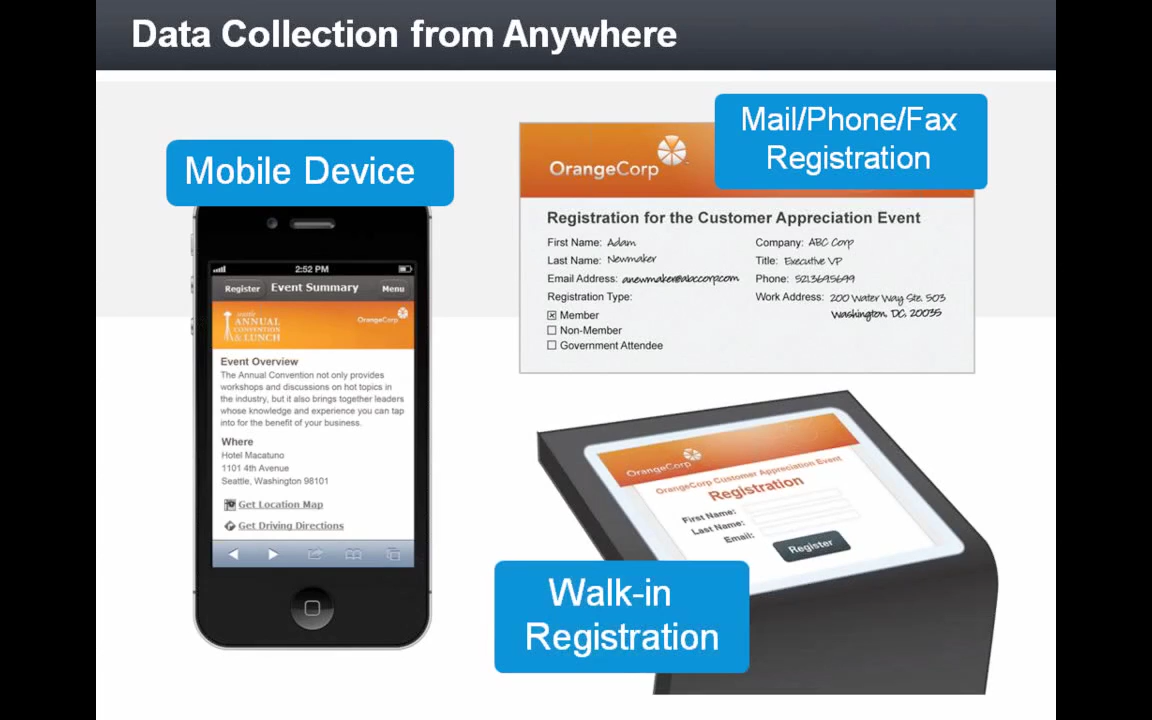 Data Collection from Anywhere
Mobile Device
2:52 PM
Register Event Summary Menu
seattle
ANNUAL
CONVENTION
& LUNCH
OrangeCorp
Event Overview
The Annual Convention not only provides
workshops and discussions on hot topics in
the industry, but it also brings together leaders
whose knowledge and experience you can tap
into for the benefit of your business.
Where
Hotel Macatuno
1101 4th Avenue
Seattle, Washington 98101
Get Location Map
Get Driving Directions
Mail/Phone/Fax
Registration
OrangeCorp
Registration for the Customer Appreciation Event
First Name: Adam
Last Name: Newmaker
Email Address: anewmaker@abccorp.com
Registration Type:
Member
Non-Member
Government Attendee
Company: ABC Corp
Title: Executive VP
Phone: 5213695699
Work Address: 200 Water Way Ste. 503
Washington, DC, 20035
OrangeCorp
OrangeCorp Customer Appreciation Event
Registration
First Name:
Last Name:
Email:
Register
Walk-in
Registration